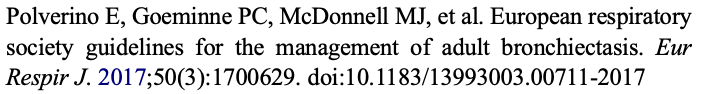 Polverino E, Goeminne PC, McDonnell MJ, et al. European respiratory
society guidelines for the management of adult bronchiectasis. Eur
Respir J. 2017;50(3):1700629. doi:10.1183/13993003.00711-2017